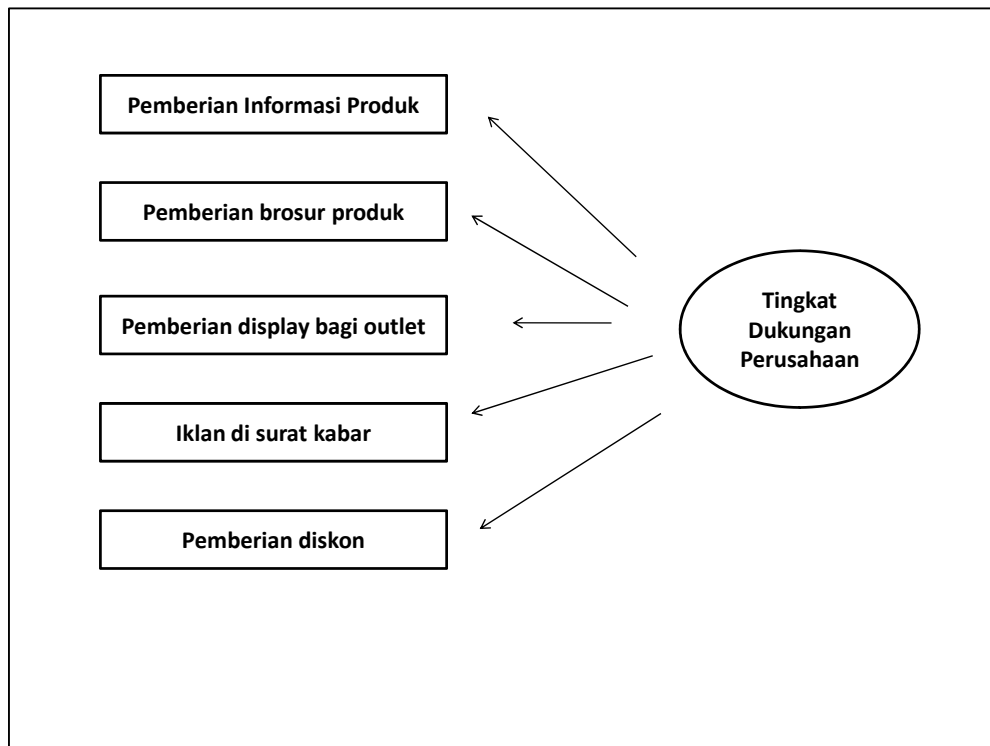 Pemberian Informasi Produk
Pemberian brosur produk
Pemberian display bagi outlet
Iklan di surat kabar
Pemberian diskon
Tingkat
Dukungan
Perusahaan